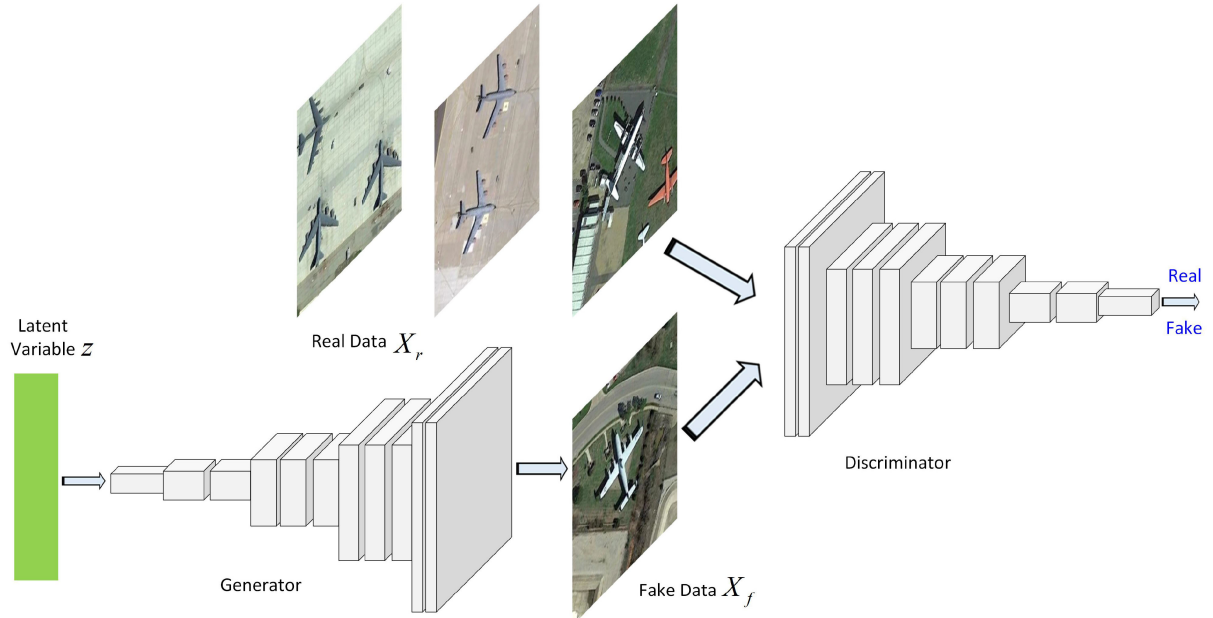 Real Data X_r
Latent
Variable z
Real
Fake
Discriminator
Generator
Fake Data X_f